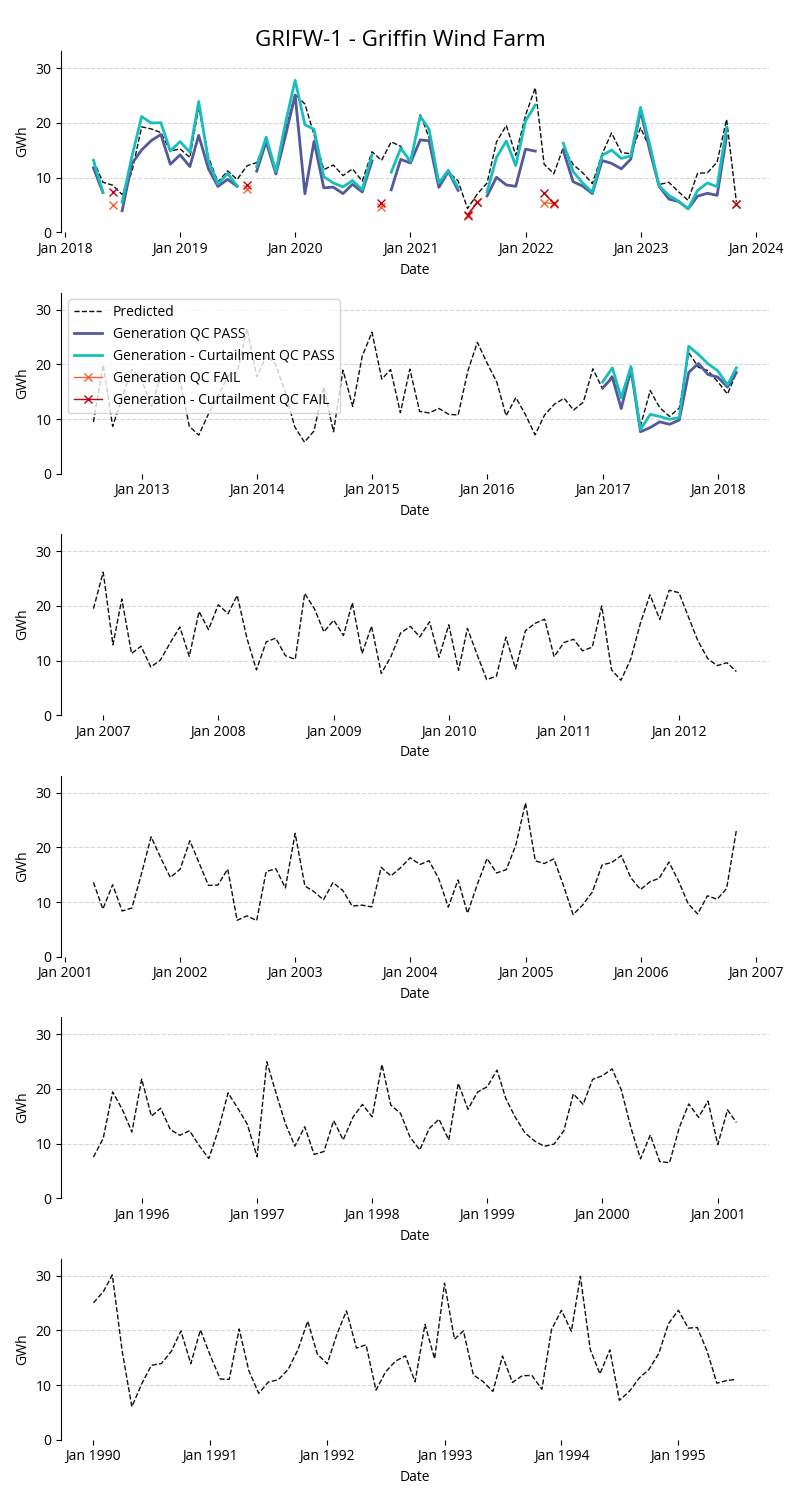 GRIFW-1 - Griffin Wind Farm
30
20
10
0
GWh
Jan 2018 Jan 2019 Jan 2020 Jan 2021 Jan 2022 Jan 2023 Jan 2024
Date
30
20
10
0
GWh
Predicted
Generation QC PASS
Generation - Curtailment QC PASS
Generation QC FAIL
Generation - Curtailment QC FAIL
Jan 2013 Jan 2014 Jan 2015 Jan 2016 Jan 2017 Jan 2018
Date
30
20
10
0
GWh
Jan 2007 Jan 2008 Jan 2009 Jan 2010 Jan 2011 Jan 2012
Date
30
20
10
0
GWh
Jan 2001 Jan 2002 Jan 2003 Jan 2004 Jan 2005 Jan 2006 Jan 2007
Date
30
20
10
0
GWh
Jan 1996 Jan 1997 Jan 1998 Jan 1999 Jan 2000 Jan 2001
Date
30
20
10
0
GWh
Jan 1990 Jan 1991 Jan 1992 Jan 1993 Jan 1994 Jan 1995
Date